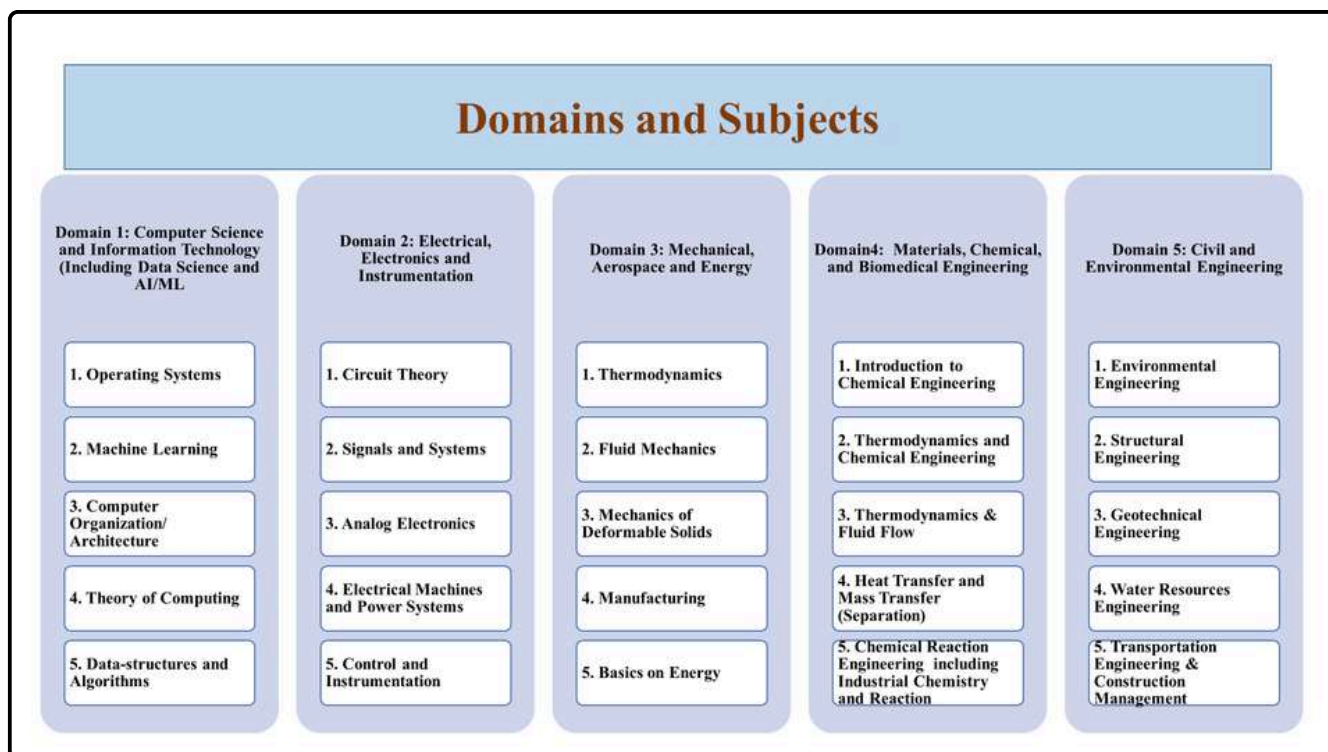 Domains and Subjects
Domain 1: Computer Science
and Information Technology
(Including Data Science and
AI/ML
1. Operating Systems
2. Machine Learning
3. Computer
Organization/
Architecture
4. Theory of Computing
5. Data-structures and
Algorithms
Domain 2: Electrical,
Electronics and
Instrumentation
1. Circuit Theory
2. Signals and Systems
3. Analog Electronics
4. Electrical Machines
and Power Systems
5. Control and
Instrumentation
Domain 3: Mechanical,
Aerospace and Energy
1. Thermodynamics
2. Fluid Mechanics
3. Mechanics of
Deformable Solids
4. Manufacturing
5. Basics on Energy
Domain4: Materials, Chemical,
and Biomedical Engineering
1. Introduction to
Chemical Engineering
2. Thermodynamics and
Chemical Engineering
3. Thermodynamics &
Fluid Flow
4. Heat Transfer and
Mass Transfer
(Separation)
5. Chemical Reaction
Engineering including
Industrial Chemistry
and Reaction
Domain 5: Civil and
Environmental Engineering
1. Environmental
Engineering
2. Structural
Engineering
3. Geotechnical
Engineering
4. Water Resources
Engineering
5. Transportation
Engineering &
Construction
Management